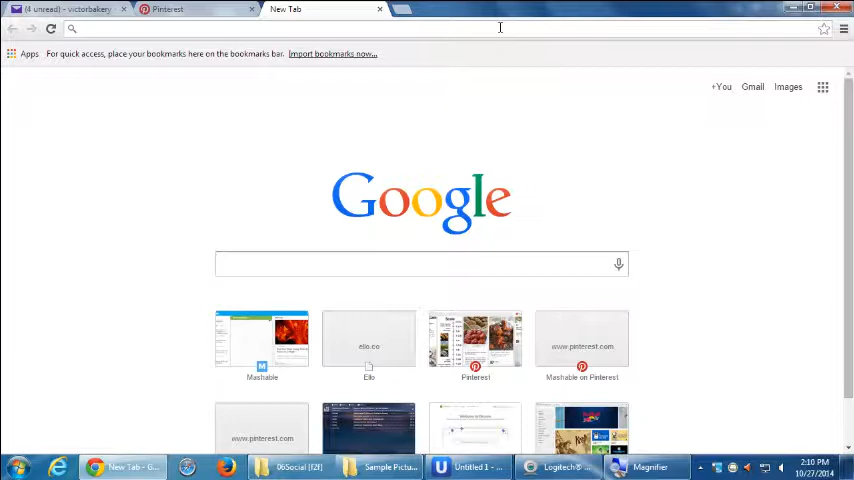 (4 unread) - victorbakery
Pinterest
New Tab
Apps
For quick access, place your bookmarks here on the bookmarks bar.
Import bookmarks now...
+You
Gmail
Images
Google
ello.co
www.pinterest.com
Mashable
Ello
Pinterest
Mashable on Pinterest
www.pinterest.com
New Tab - G...
06Social (f2f)
Sample Pictu...
Untitled 1 - ...
Logitech® ...
Magnifier
2:10 PM
10/27/2014